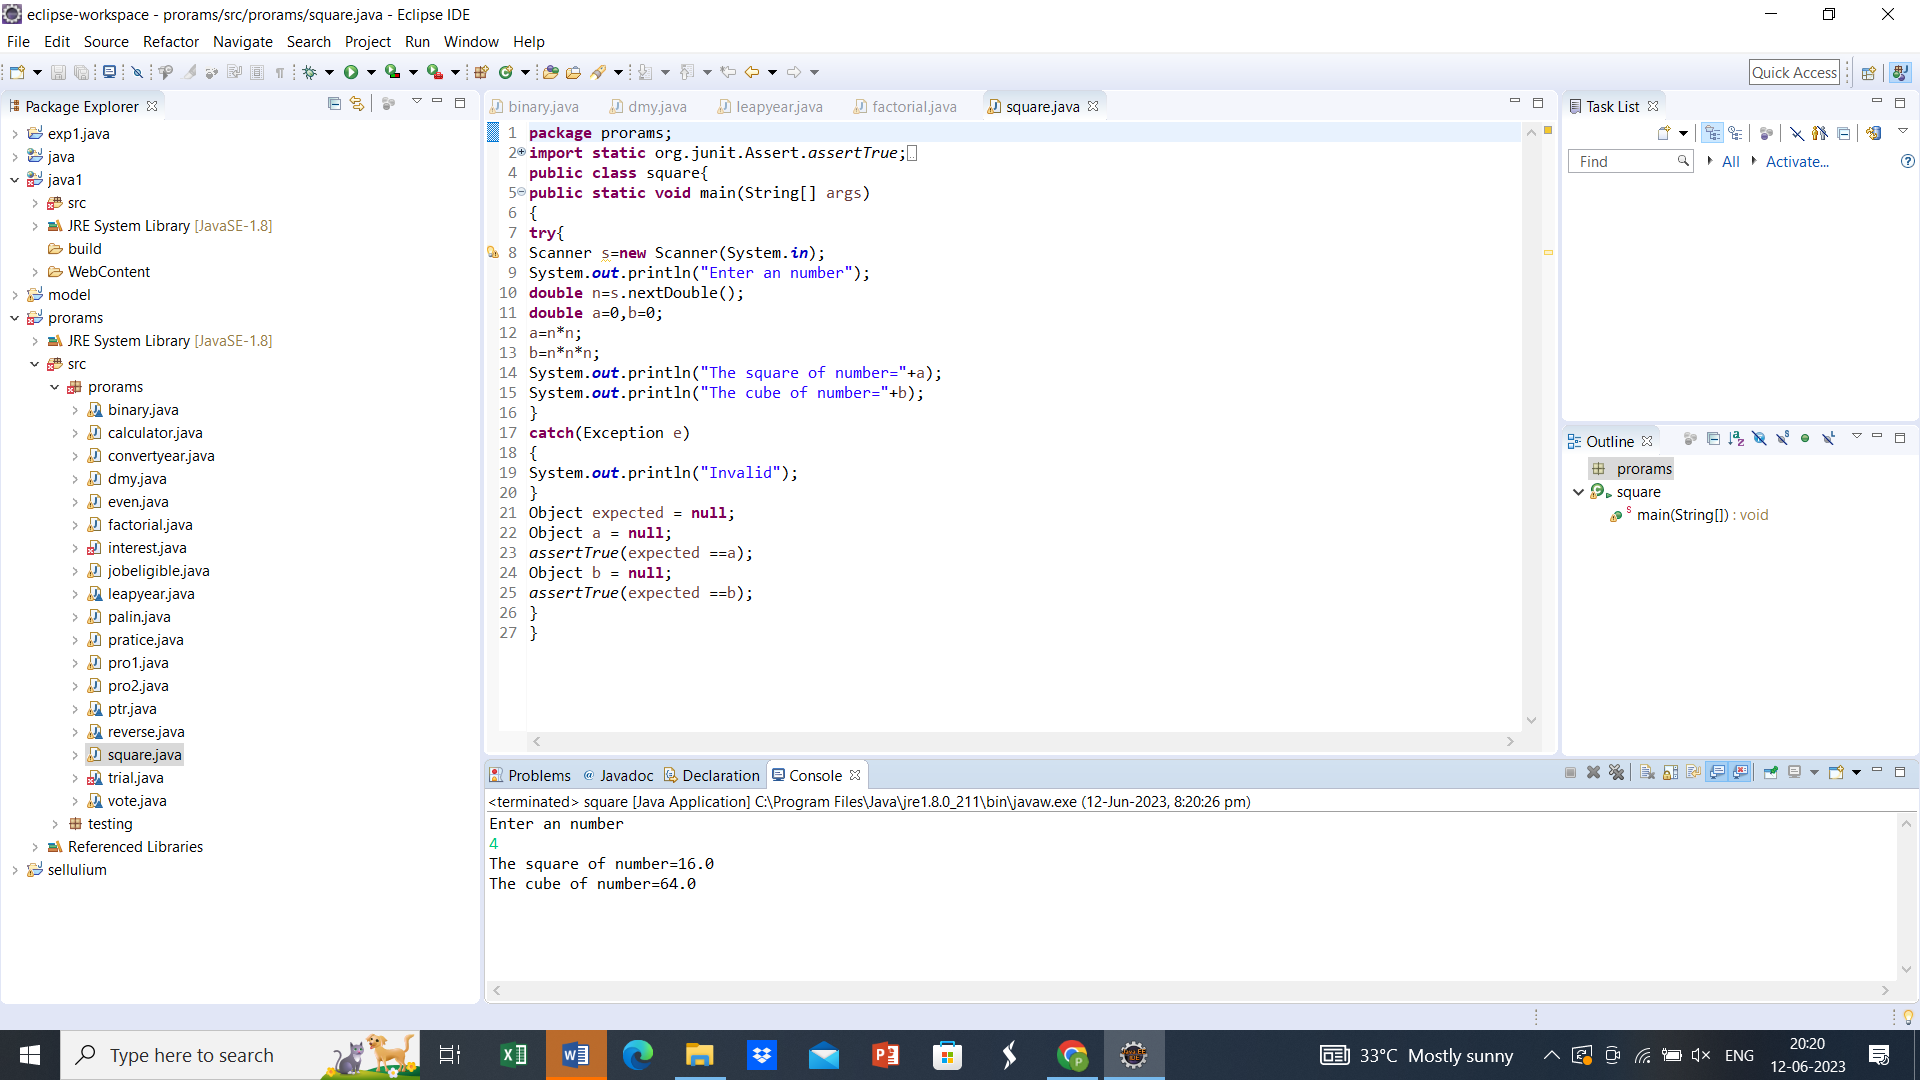 eclipse-workspace - prorams/src/prorams/square.java - Eclipse IDE
File Edit Source Refactor Navigate Search Project Run Window Help
Quick Access
Package Explorer
exp1.java
java
java1
src
JRE System Library [JavaSE-1.8]
build
WebContent
model
prorams
JRE System Library [JavaSE-1.8]
src
prorams
binary.java
calculator.java
convertyear.java
dmy.java
even.java
factorial.java
interest.java
jobeligible.java
leapyear.java
palin.java
pratice.java
pro1.java
pro2.java
ptr.java
reverse.java
square.java
trial.java
vote.java
testing
Referenced Libraries
sellulium
binary.java dmy.java leapyear.java factorial.java square.java
1 package prorams;
2 import static org.junit.Assert.assertTrue;
4 public class square{
5 public static void main(String[] args)
6 {
7 try{
8 Scanner s=new Scanner(System.in);
9 System.out.println("Enter an number");
10 double n=s.nextDouble();
11 double a=0,b=0;
12 a=n*n;
13 b=n*n*n;
14 System.out.println("The square of number="+a);
15 System.out.println("The cube of number="+b);
16 }
17 catch(Exception e)
18 {
19 System.out.println("Invalid");
20 }
21 Object expected = null;
22 Object a = null;
23 assertTrue(expected ==a);
24 Object b = null;
25 assertTrue(expected ==b);
26 }
27 }
Task List
Find All Activate...
Outline
prorams
square
main(String[]) : void
Problems @ Javadoc Declaration Console
<terminated> square [Java Application] C:\Program Files\Java\jre1.8.0_211\bin\javaw.exe (12-Jun-2023, 8:20:26 pm)
Enter an number
4
The square of number=16.0
The cube of number=64.0
Type here to search
33°C Mostly sunny
ENG
20:20
12-06-2023